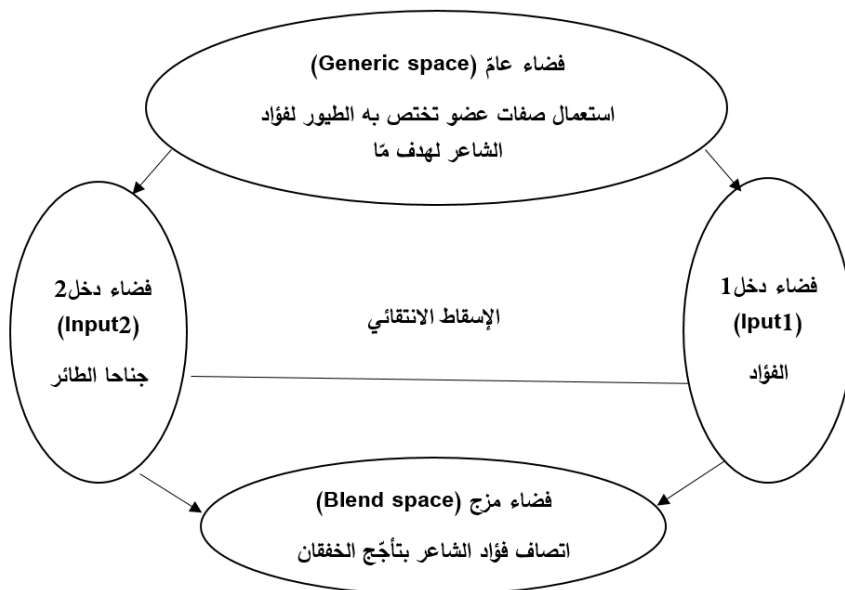 فضاء عامّ (Generic space)
استعمال صفات عضو تختص به الطيور لفؤاد
الشاعر لهدف مّا
فضاء دخل1
(Iput1)
الفؤاد
الإسقاط الانتقائي
فضاء دخل2
(Input2)
جناحا الطائر
فضاء مزج (Blend space)
اتصاف فؤاد الشاعر بتأجّج الخفقان